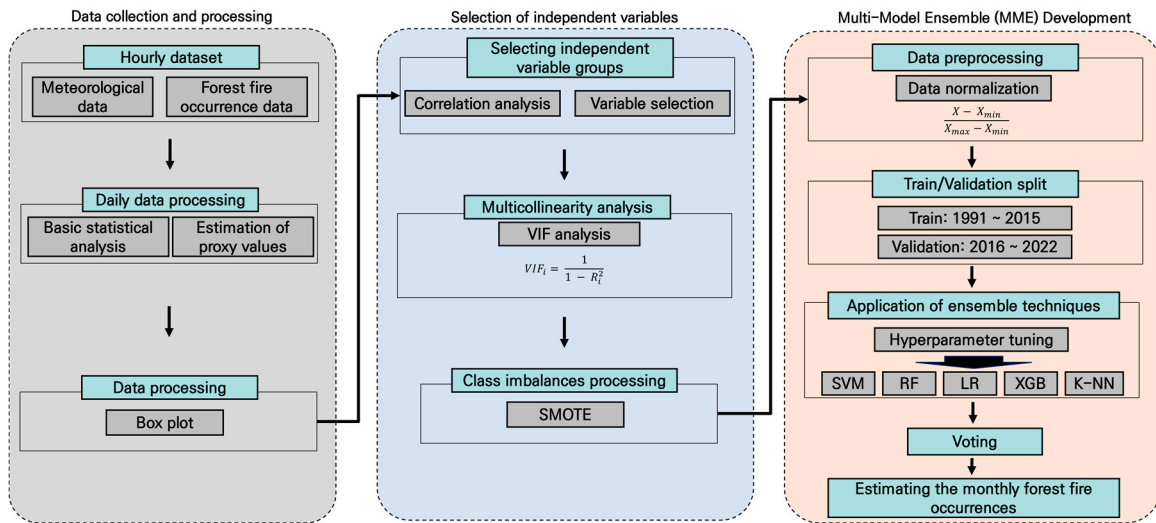 Data collection and processing
Hourly dataset
Meteorological
data
Forest fire
occurrence data
Daily data processing
Basic statistical
analysis
Estimation of
proxy values
Data processing
Box plot
Selection of independent variables
Selecting independent
variable groups
Correlation analysis
Variable selection
Multicollinearity analysis
VIF analysis
VIF_i = 1 / (1 − R_i^2)
Class imbalances processing
SMOTE
Multi-Model Ensemble (MME) Development
Data preprocessing
Data normalization
X − X_min
X_max − X_min
Train/Validation split
Train: 1991 ~ 2015
Validation: 2016 ~ 2022
Application of ensemble techniques
Hyperparameter tuning
SVM
RF
LR
XGB
K-NN
Voting
Estimating the monthly forest fire
occurrences